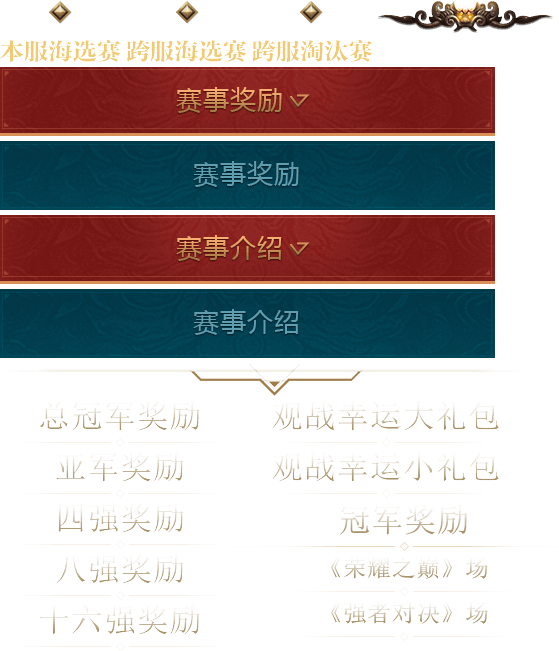 本服海选赛 跨服海选赛 跨服淘汰赛
赛事奖励
赛事奖励
赛事介绍
赛事介绍
总冠军奖励
观战幸运大礼包
亚军奖励
观战幸运小礼包
四强奖励
冠军奖励
八强奖励
《荣耀之巅》场
十六强奖励
《强者对决》场